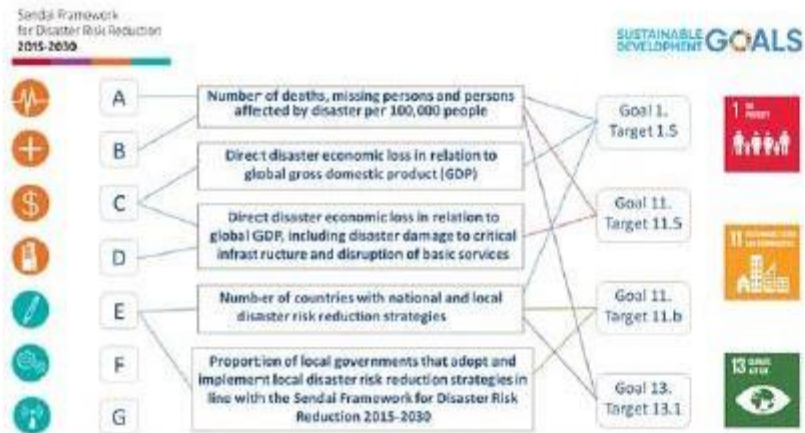 Sendai Framework
for Disaster Risk Reduction
2015-2030
SUSTAINABLE
DEVELOPMENT
GOALS
A
B
C
D
E
F
G
Number of deaths, missing persons and persons
affected by disaster per 100,000 people
Direct disaster economic loss in relation to
global gross domestic product (GDP)
Direct disaster economic loss in relation to
global GDP, including disaster damage to critical
infrastructure and disruption of basic services
Number of countries with national and local
disaster risk reduction strategies
Proportion of local governments that adopt and
implement local disaster risk reduction strategies in
line with the Sendai Framework for Disaster Risk
Reduction 2015-2030
Goal 1.
Target 1.5
Goal 11.
Target 11.5
Goal 11.
Target 11.b
Goal 13.
Target 13.1
1 NO
POVERTY
11
13 CLIMATE
ACTION